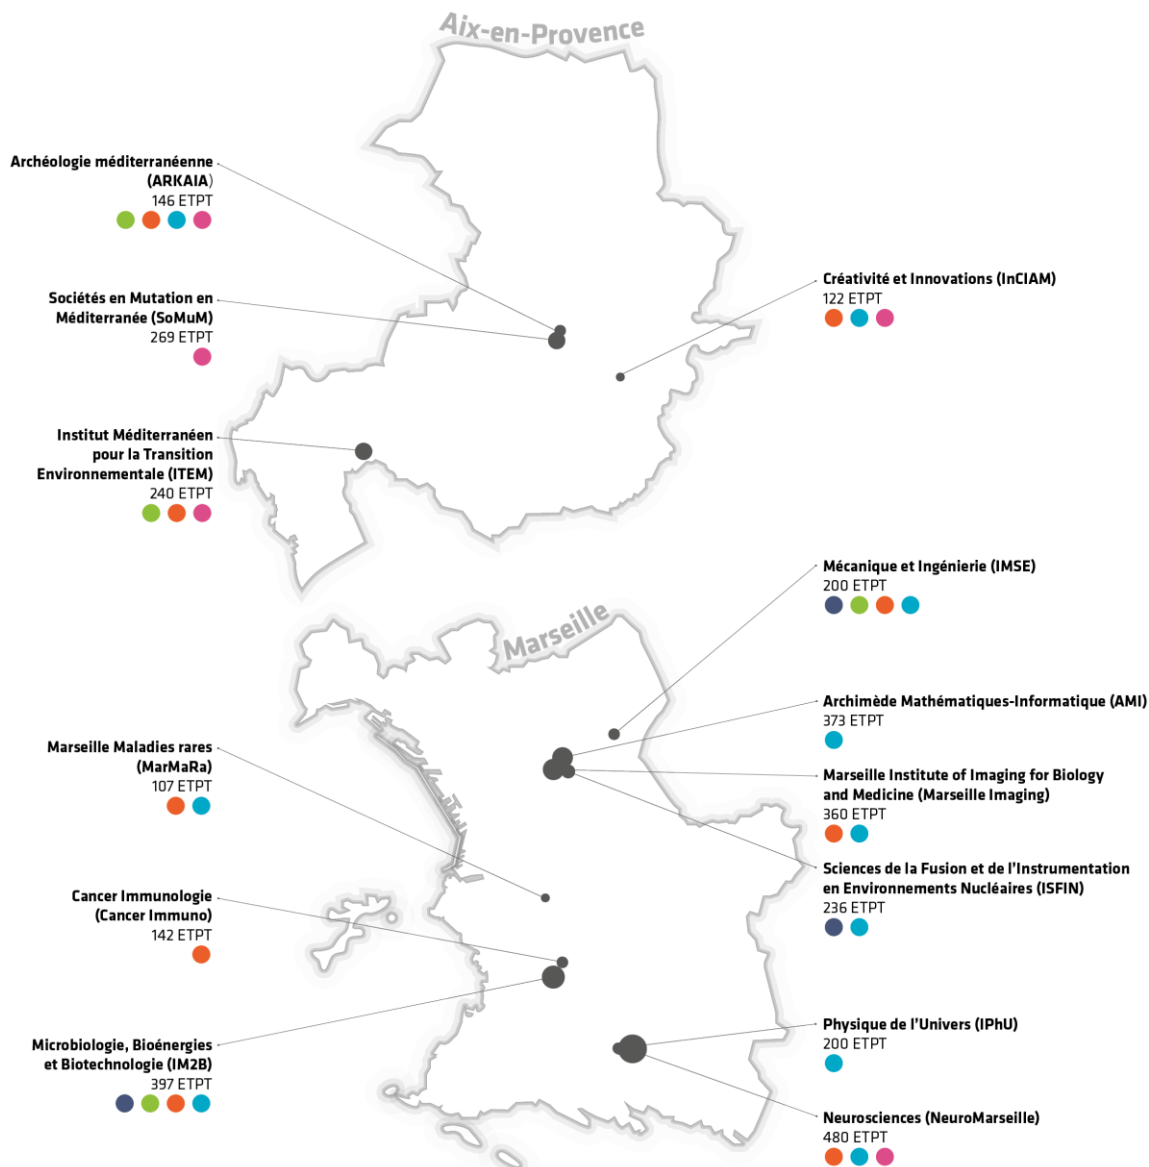 Aix-en-Provence
Archéologie méditerranéenne
(ARKAIA)
146 ETPT
Sociétés en Mutation en
Méditerranée (SoMuM)
269 ETPT
Institut Méditerranéen
pour la Transition
Environnementale (ITEM)
240 ETPT
Créativité et Innovations (InCIAM)
122 ETPT
Marseille
Marseille Maladies rares
(MarMaRa)
107 ETPT
Cancer Immunologie
(Cancer Immuno)
142 ETPT
Microbiologie, Bioénergies
et Biotechnologie (IM2B)
397 ETPT
Mécanique et Ingénierie (IMSE)
200 ETPT
Archimède Mathématiques-Informatique (AMI)
373 ETPT
Marseille Institute of Imaging for Biology
and Medicine (Marseille Imaging)
360 ETPT
Sciences de la Fusion et de l'Instrumentation
en Environnements Nucléaires (ISFIN)
236 ETPT
Physique de l'Univers (IPhU)
200 ETPT
Neurosciences (NeuroMarseille)
480 ETPT